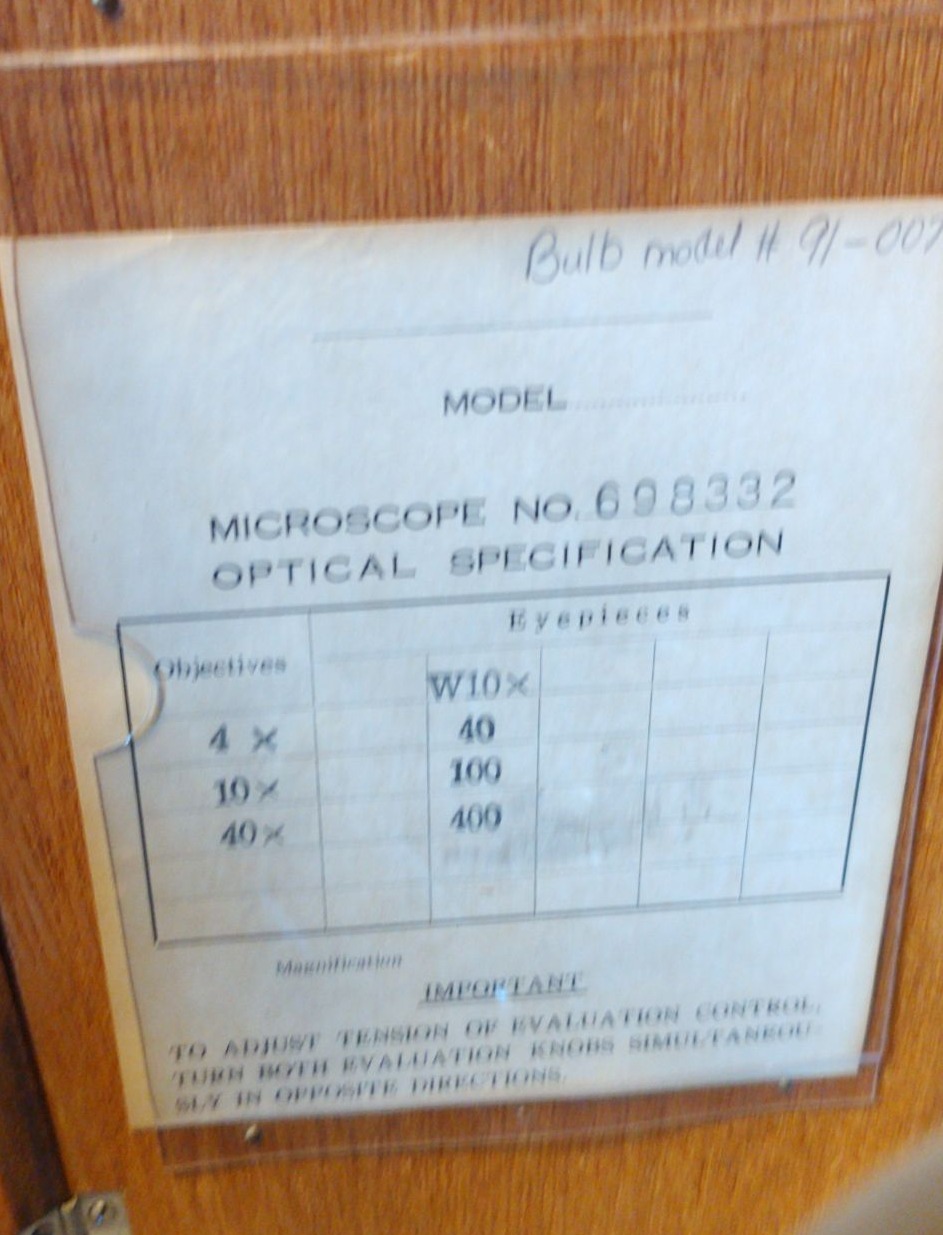 Bulb model # 91-007
MODEL
MICROSCOPE NO. 698332
OPTICAL SPECIFICATION
Eyepieces
Objectives
W10×
4 × 40
10× 100
40× 400
Magnification
IMPORTANT
TO ADJUST TENSION OF EVALUATION CONTROL,
TURN BOTH EVALUATION KNOBS SIMULTANEOU-
SLY IN OPPOSITE DIRECTIONS.